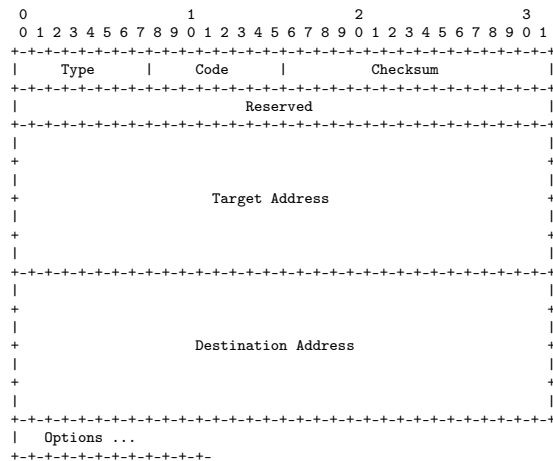 0                   1                   2                   3
 0 1 2 3 4 5 6 7 8 9 0 1 2 3 4 5 6 7 8 9 0 1 2 3 4 5 6 7 8 9 0 1
+-+-+-+-+-+-+-+-+-+-+-+-+-+-+-+-+-+-+-+-+-+-+-+-+-+-+-+-+-+-+-+-+
|     Type      |     Code      |          Checksum             |
+-+-+-+-+-+-+-+-+-+-+-+-+-+-+-+-+-+-+-+-+-+-+-+-+-+-+-+-+-+-+-+-+
|                           Reserved                            |
+-+-+-+-+-+-+-+-+-+-+-+-+-+-+-+-+-+-+-+-+-+-+-+-+-+-+-+-+-+-+-+-+
|                                                               |
+                                                               +
|                                                               |
+                       Target Address                          +
|                                                               |
+                                                               +
|                                                               |
+-+-+-+-+-+-+-+-+-+-+-+-+-+-+-+-+-+-+-+-+-+-+-+-+-+-+-+-+-+-+-+-+
|                                                               |
+                                                               +
|                                                               |
+                     Destination Address                       +
|                                                               |
+                                                               +
|                                                               |
+-+-+-+-+-+-+-+-+-+-+-+-+-+-+-+-+-+-+-+-+-+-+-+-+-+-+-+-+-+-+-+-+
|   Options ...
+-+-+-+-+-+-+-+-+-+-+-+-